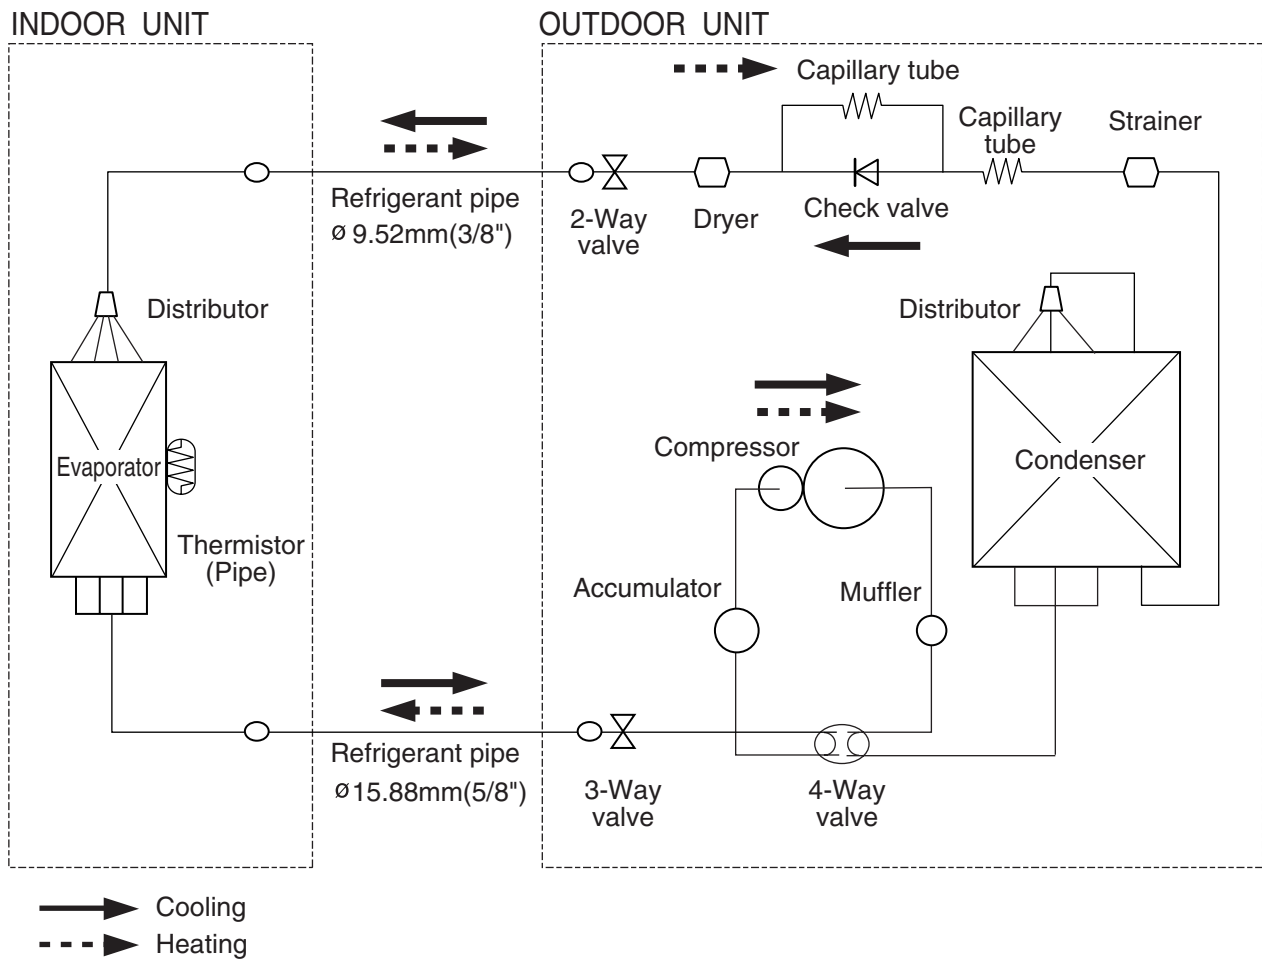 INDOOR UNIT
OUTDOOR UNIT
Capillary tube
Capillary
tube
Strainer
Refrigerant pipe
ø 9.52mm(3/8")
2-Way
valve
Dryer
Check valve
Distributor
Distributor
Compressor
Evaporator
Condenser
Thermistor
(Pipe)
Accumulator
Muffler
Refrigerant pipe
ø 15.88mm(5/8")
3-Way
valve
4-Way
valve
Cooling
Heating